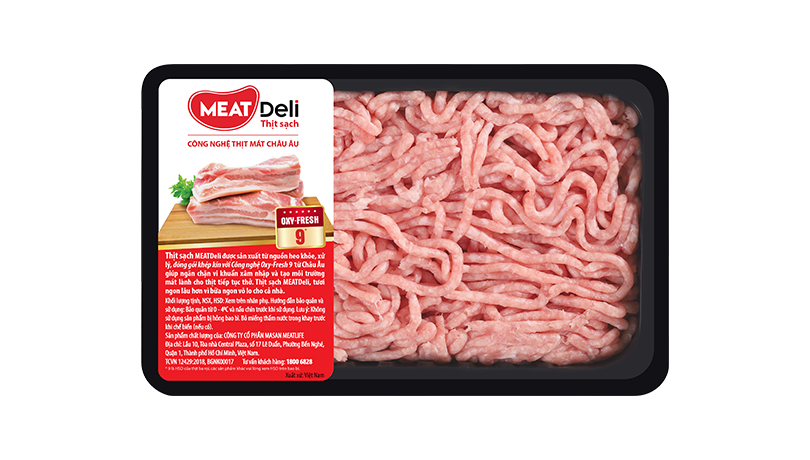 MEAT Deli
Thịt sạch
CÔNG NGHỆ THỊT MÁT CHÂU ÂU
OXY-FRESH
9
Thịt sạch MEATDeli được sản xuất từ nguồn heo khỏe, xử
lý, đóng gói khép kín với Công nghệ Oxy-Fresh 9 từ Châu Âu
giúp ngăn chặn vi khuẩn xâm nhập và tạo môi trường
mát lành cho thịt tiếp tục thở. Thịt sạch MEATDeli, tươi
ngon lâu hơn vì bữa ngon vô lo cho cả nhà.
Khối lượng tịnh, NSX, HSD: Xem trên nhãn phụ. Hướng dẫn bảo quản và
sử dụng: Bảo quản từ 0 - 4ºC và nấu chín trước khi sử dụng. Lưu ý: Không
sử dụng sản phẩm bị hỏng bao bì. Bỏ miếng thấm nước trong khay trước
khi chế biến (nếu có).
Sản phẩm chất lượng của: CÔNG TY CỔ PHẦN MASAN MEATLIFE
Địa chỉ: Lầu 10, Tòa nhà Central Plaza, số 17 Lê Duẩn, Phường Bến Nghé,
Quận 1, Thành phố Hồ Chí Minh, Việt Nam.
TCVN 12429:2018, BGNK00017 Tư vấn khách hàng: 1800 6828
Xuất xứ: Việt Nam